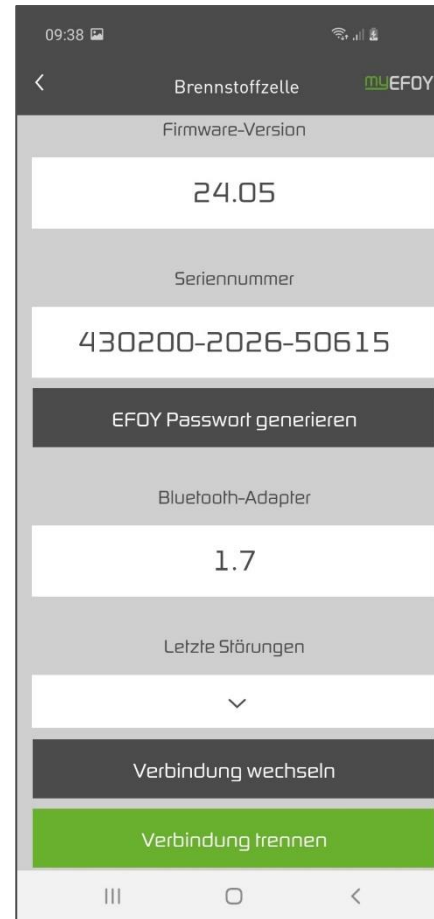 09:38
Brennstoffzelle
myEFOY
Firmware-Version
24.05
Seriennummer
430200-2026-50615
EFOY Passwort generieren
Bluetooth-Adapter
1.7
Letzte Störungen
Verbindung wechseln
Verbindung trennen